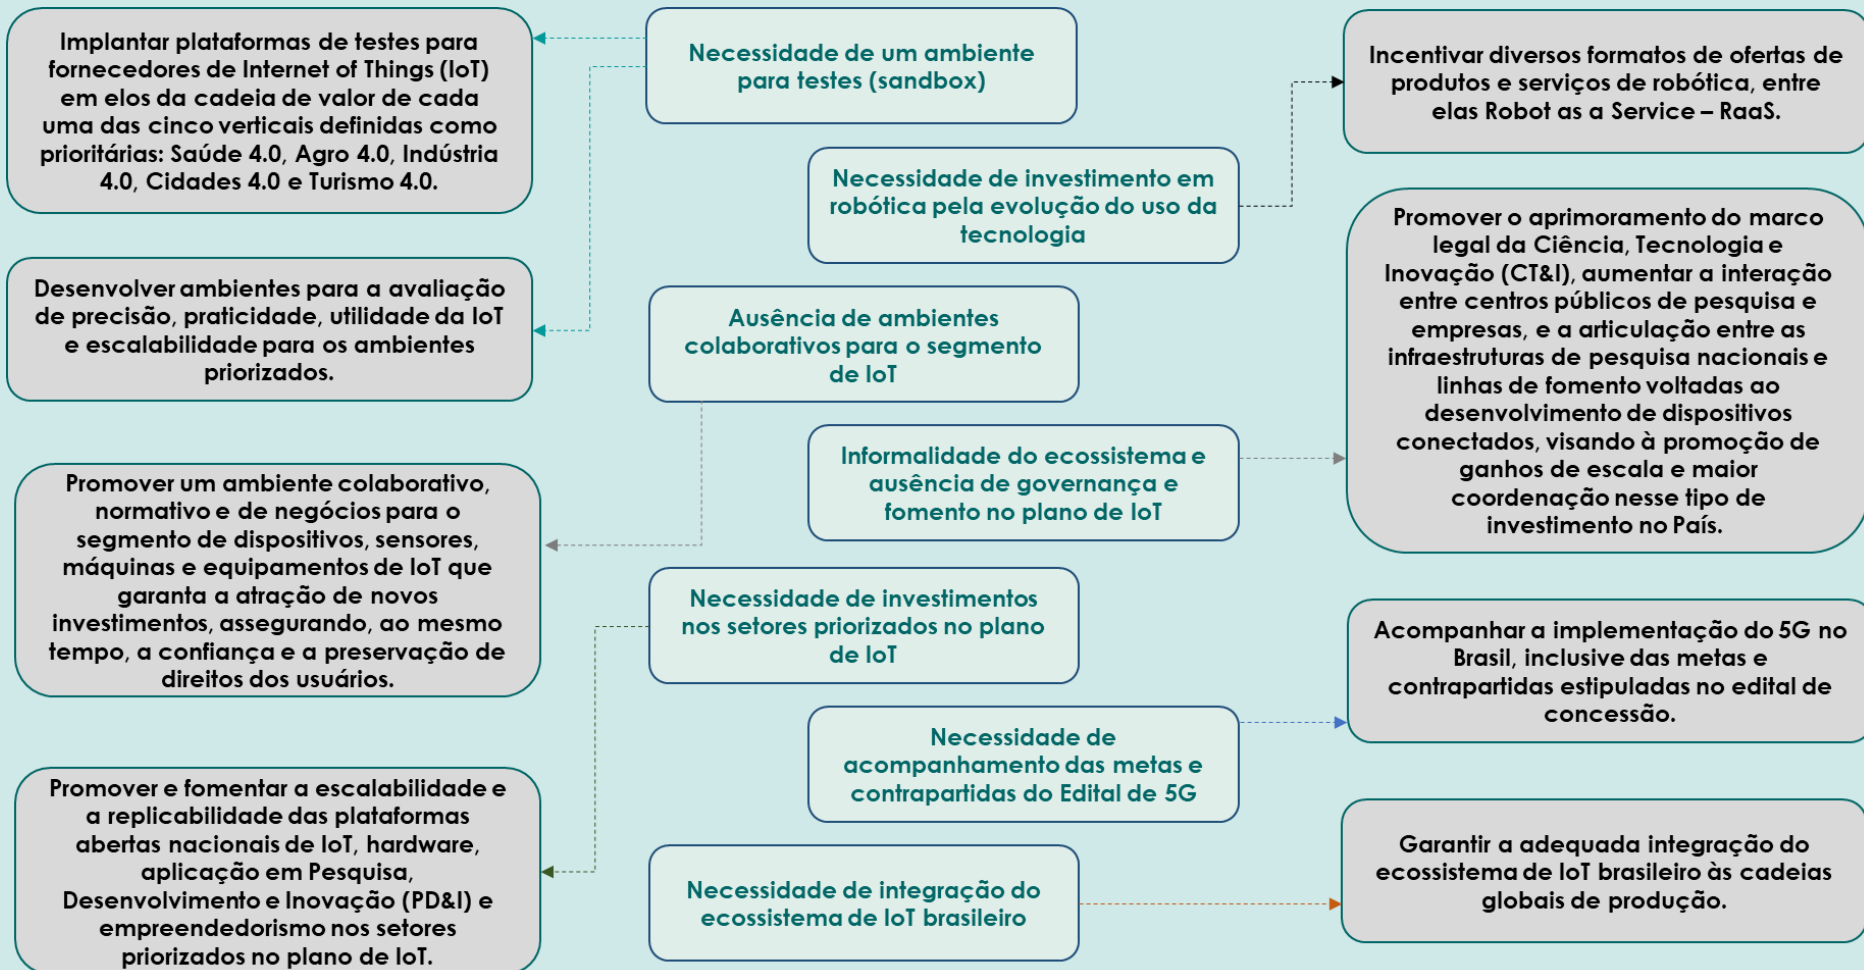 Implantar plataformas de testes para
fornecedores de Internet of Things (IoT)
em elos da cadeia de valor de cada
uma das cinco verticais definidas como
prioritárias: Saúde 4.0, Agro 4.0, Indústria
4.0, Cidades 4.0 e Turismo 4.0.
Desenvolver ambientes para a avaliação
de precisão, praticidade, utilidade da IoT
e escalabilidade para os ambientes
priorizados.
Promover um ambiente colaborativo,
normativo e de negócios para o
segmento de dispositivos, sensores,
máquinas e equipamentos de IoT que
garanta a atração de novos
investimentos, assegurando, ao mesmo
tempo, a confiança e a preservação de
direitos dos usuários.
Promover e fomentar a escalabilidade e
a replicabilidade das plataformas
abertas nacionais de IoT, hardware,
aplicação em Pesquisa,
Desenvolvimento e Inovação (PD&I) e
empreendedorismo nos setores
priorizados no plano de IoT.
Necessidade de um ambiente
para testes (sandbox)
Necessidade de investimento em
robótica pela evolução do uso da
tecnologia
Ausência de ambientes
colaborativos para o segmento
de IoT
Informalidade do ecossistema e
ausência de governança e
fomento no plano de IoT
Necessidade de investimentos
nos setores priorizados no plano
de IoT
Necessidade de
acompanhamento das metas e
contrapartidas do Edital de 5G
Necessidade de integração do
ecossistema de IoT brasileiro
Incentivar diversos formatos de ofertas de
produtos e serviços de robótica, entre
elas Robot as a Service – RaaS.
Promover o aprimoramento do marco
legal da Ciência, Tecnologia e
Inovação (CT&I), aumentar a interação
entre centros públicos de pesquisa e
empresas, e a articulação entre as
infraestruturas de pesquisa nacionais e
linhas de fomento voltadas ao
desenvolvimento de dispositivos
conectados, visando à promoção de
ganhos de escala e maior
coordenação nesse tipo de
investimento no País.
Acompanhar a implementação do 5G no
Brasil, inclusive das metas e
contrapartidas estipuladas no edital de
concessão.
Garantir a adequada integração do
ecossistema de IoT brasileiro às cadeias
globais de produção.